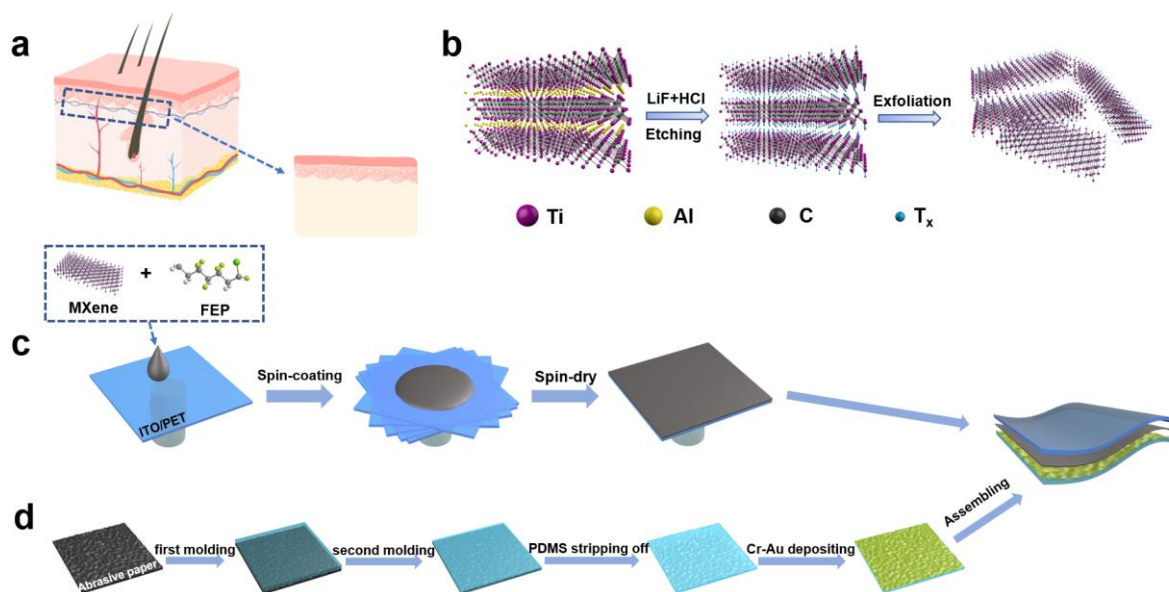 a
b
LiF+HCl
Etching
Exfoliation
Ti
Al
C
Tₓ
MXene
+
FEP
c
ITO/PET
Spin-coating
Spin-dry
Assembling
d
Abrasive paper
first molding
second molding
PDMS stripping off
Cr-Au depositing